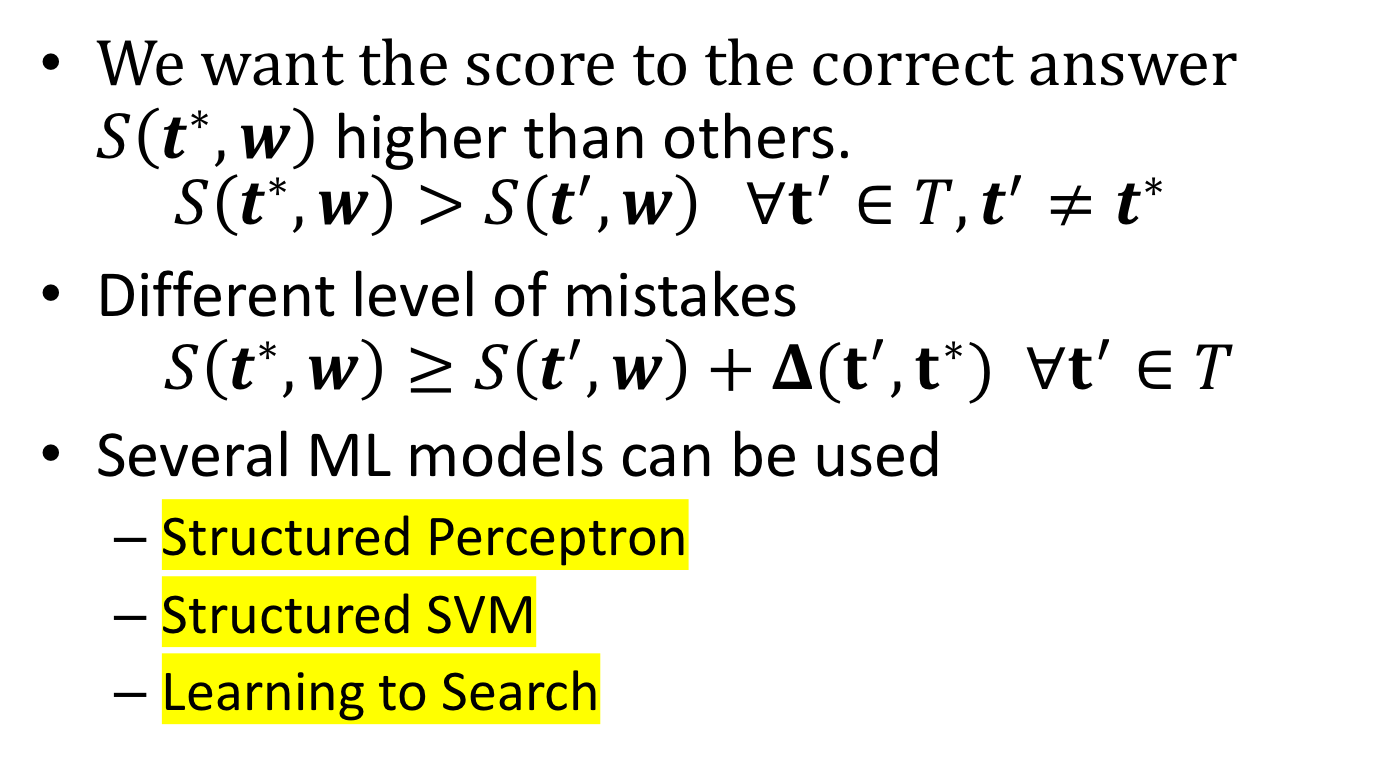 • We want the score to the correct answer
𝑆(𝒕*, 𝒘) higher than others.
𝑆(𝒕*, 𝒘) > 𝑆(𝒕′, 𝒘) ∀𝐭′ ∈ 𝑇, 𝒕′ ≠ 𝒕*
• Different level of mistakes
𝑆(𝒕*, 𝒘) ≥ 𝑆(𝒕′, 𝒘) + 𝚫(𝐭′, 𝐭*) ∀𝐭′ ∈ 𝑇
• Several ML models can be used
– Structured Perceptron
– Structured SVM
– Learning to Search